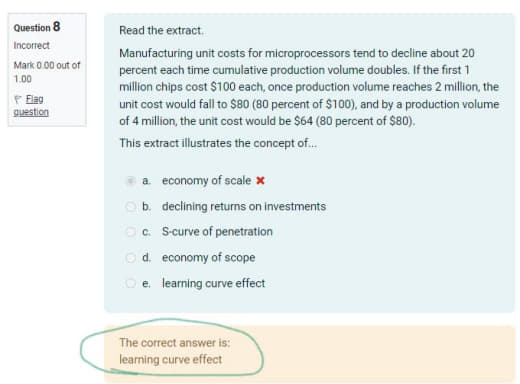 Question 8
Incorrect
Mark 0.00 out of
1.00
Flag
question
Read the extract.
Manufacturing unit costs for microprocessors tend to decline about 20
percent each time cumulative production volume doubles. If the first 1
million chips cost $100 each, once production volume reaches 2 million, the
unit cost would fall to $80 (80 percent of $100), and by a production volume
of 4 million, the unit cost would be $64 (80 percent of $80).
This extract illustrates the concept of...
a. economy of scale
b. declining returns on investments
c. S-curve of penetration
d. economy of scope
e. learning curve effect
The correct answer is:
learning curve effect